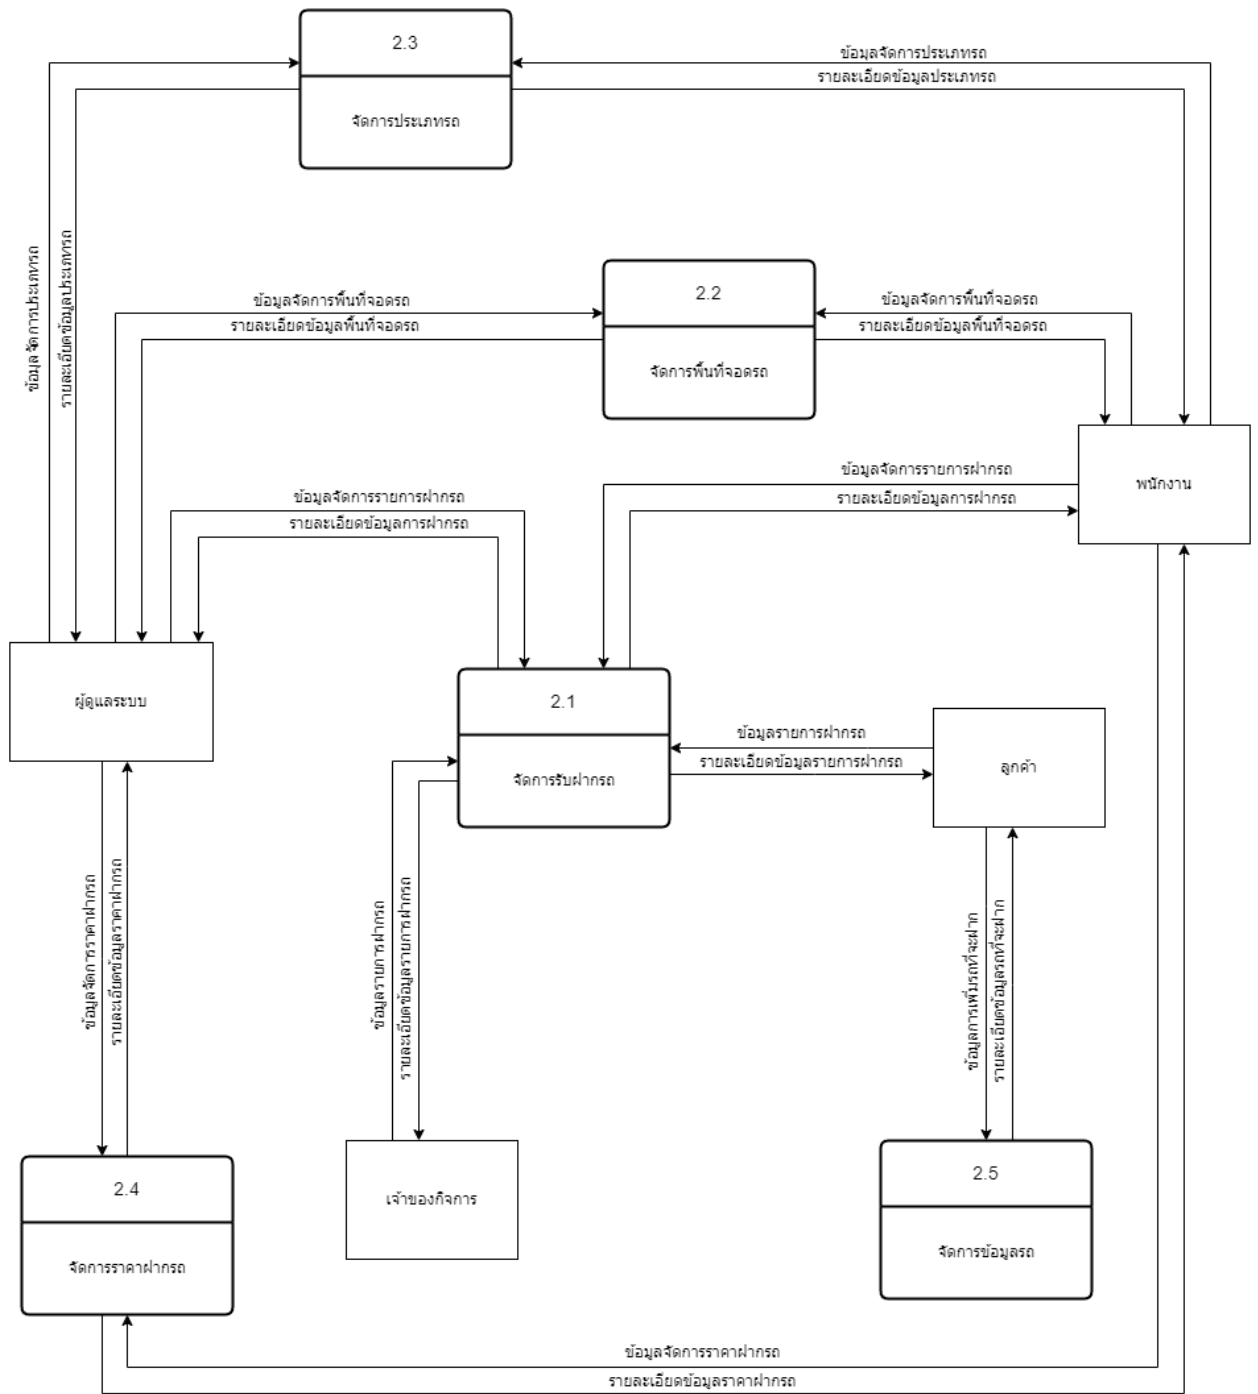 2.3
จัดการประเภทรถ
ข้อมูลจัดการประเภทรถ
รายละเอียดข้อมูลประเภทรถ
ข้อมูลจัดการประเภทรถ
รายละเอียดข้อมูลประเภทรถ
2.2
จัดการพื้นที่จอดรถ
ข้อมูลจัดการพื้นที่จอดรถ
รายละเอียดข้อมูลพื้นที่จอดรถ
ข้อมูลจัดการพื้นที่จอดรถ
รายละเอียดข้อมูลพื้นที่จอดรถ
พนักงาน
ข้อมูลจัดการรายการฝากรถ
รายละเอียดข้อมูลการฝากรถ
ข้อมูลจัดการรายการฝากรถ
รายละเอียดข้อมูลการฝากรถ
ผู้ดูแลระบบ
2.1
จัดการรับฝากรถ
ข้อมูลรายการฝากรถ
รายละเอียดข้อมูลรายการฝากรถ
ลูกค้า
ข้อมูลจัดการราคาฝากรถ
รายละเอียดข้อมูลราคาฝากรถ
ข้อมูลรายการฝากรถ
รายละเอียดข้อมูลรายการฝากรถ
ข้อมูลการเพิ่มรถที่จะฝาก
รายละเอียดข้อมูลรถที่จะฝาก
2.4
จัดการราคาฝากรถ
เจ้าของกิจการ
2.5
จัดการข้อมูลรถ
ข้อมูลจัดการราคาฝากรถ
รายละเอียดข้อมูลราคาฝากรถ